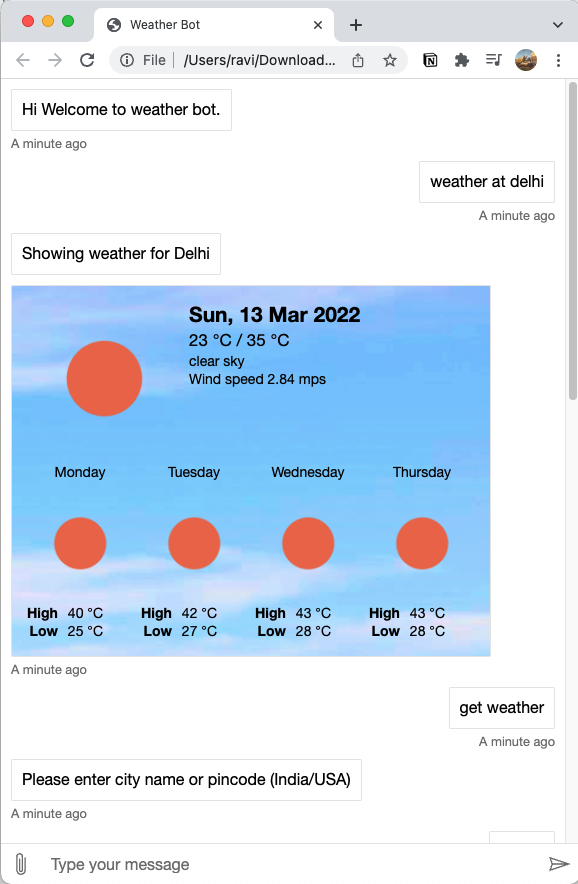 Weather Bot
File | /Users/ravi/Download...
Hi Welcome to weather bot.
A minute ago
weather at delhi
A minute ago
Showing weather for Delhi
Sun, 13 Mar 2022
23 °C / 35 °C
clear sky
Wind speed 2.84 mps
Monday Tuesday Wednesday Thursday
High 40 °C High 42 °C High 43 °C High 43 °C
Low 25 °C Low 27 °C Low 28 °C Low 28 °C
A minute ago
get weather
A minute ago
Please enter city name or pincode (India/USA)
A minute ago
Type your message